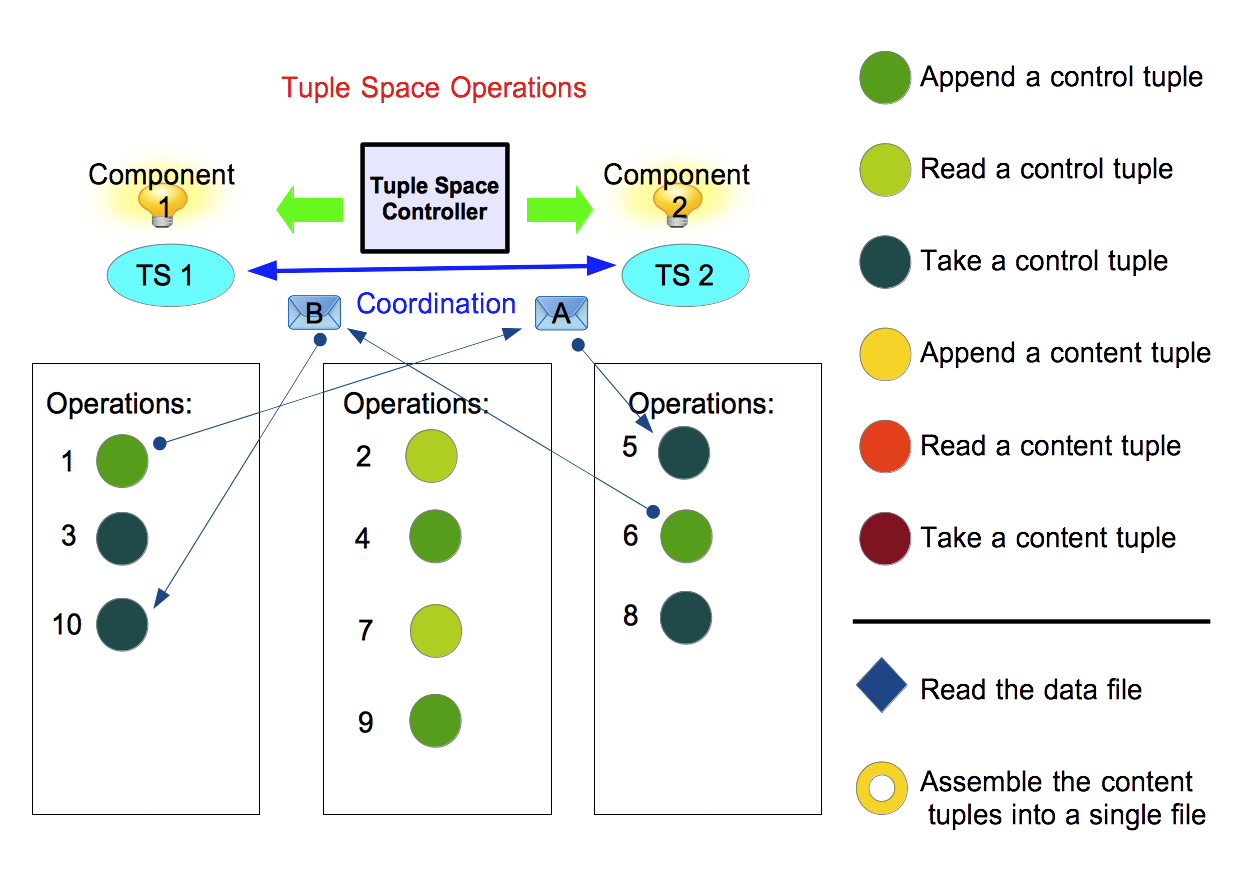 Tuple Space Operations
Component
1
Tuple Space
Controller
Component
2
TS 1
TS 2
B
Coordination
A
Operations:
1
3
10
Operations:
2
4
7
9
Operations:
5
6
8
Append a control tuple
Read a control tuple
Take a control tuple
Append a content tuple
Read a content tuple
Take a content tuple
Read the data file
Assemble the content
tuples into a single file